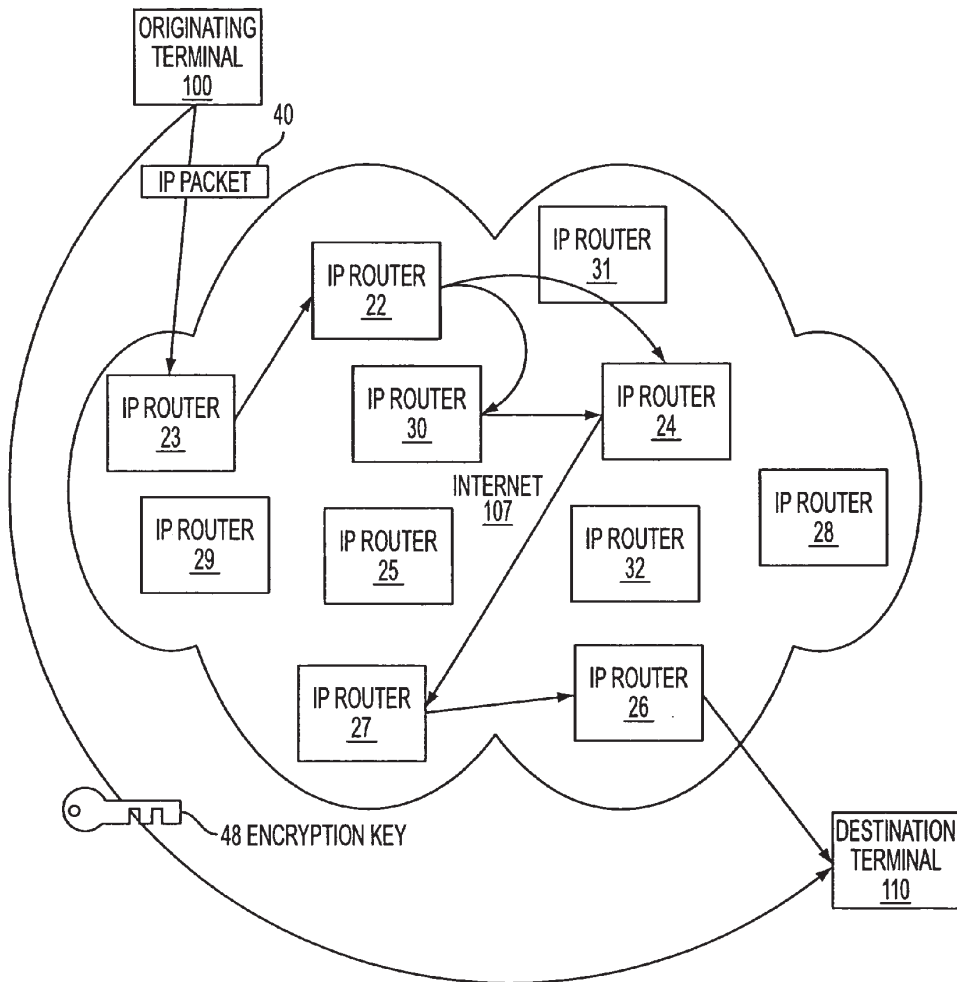 ORIGINATING
TERMINAL
100
40
IP PACKET
IP ROUTER
31
IP ROUTER
22
IP ROUTER
23
IP ROUTER
30
IP ROUTER
24
INTERNET
107
IP ROUTER
28
IP ROUTER
29
IP ROUTER
25
IP ROUTER
32
IP ROUTER
27
IP ROUTER
26
48 ENCRYPTION KEY
DESTINATION
TERMINAL
110